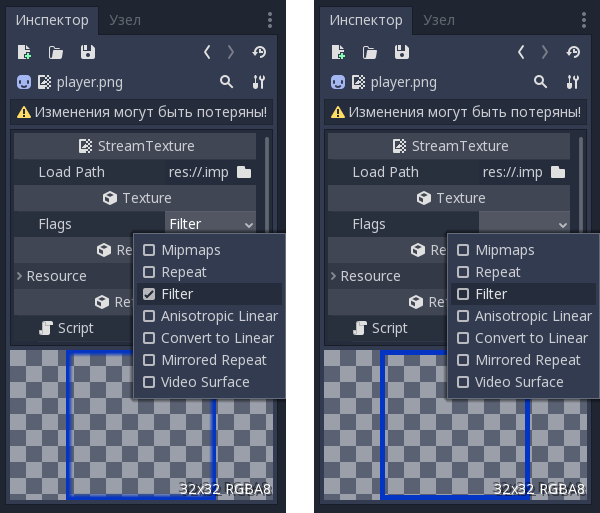 Инспектор Узел
player.png
Изменения могут быть потеряны!
StreamTexture
Load Path res://.imp
Texture
Flags Filter
Re
Resource
Ref
Script
Mipmaps
Repeat
Filter
Anisotropic Linear
Convert to Linear
Mirrored Repeat
Video Surface
32x32 RGBA8
Инспектор Узел
player.png
Изменения могут быть потеряны!
StreamTexture
Load Path res://.imp
Texture
Flags
Re
Resource
Ref
Script
Mipmaps
Repeat
Filter
Anisotropic Linear
Convert to Linear
Mirrored Repeat
Video Surface
32x32 RGBA8